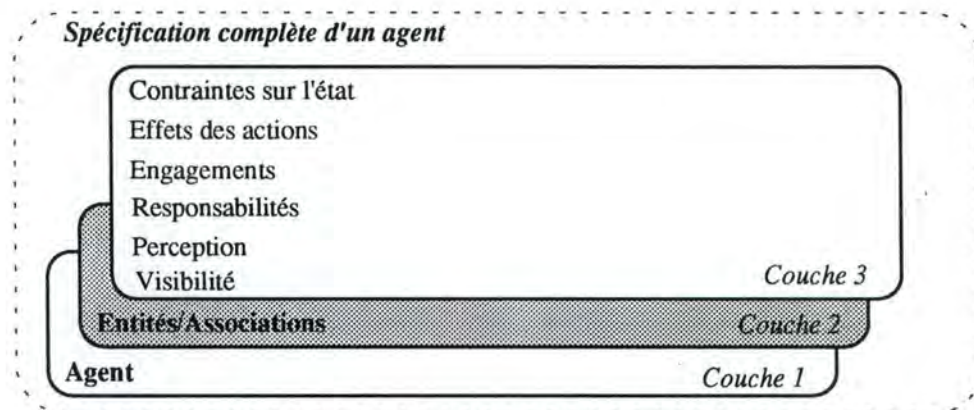 Spécification complète d'un agent
Contraintes sur l'état
Effets des actions
Engagements
Responsabilités
Perception
Visibilité
Couche 3
Entités/Associations
Couche 2
Agent
Couche 1